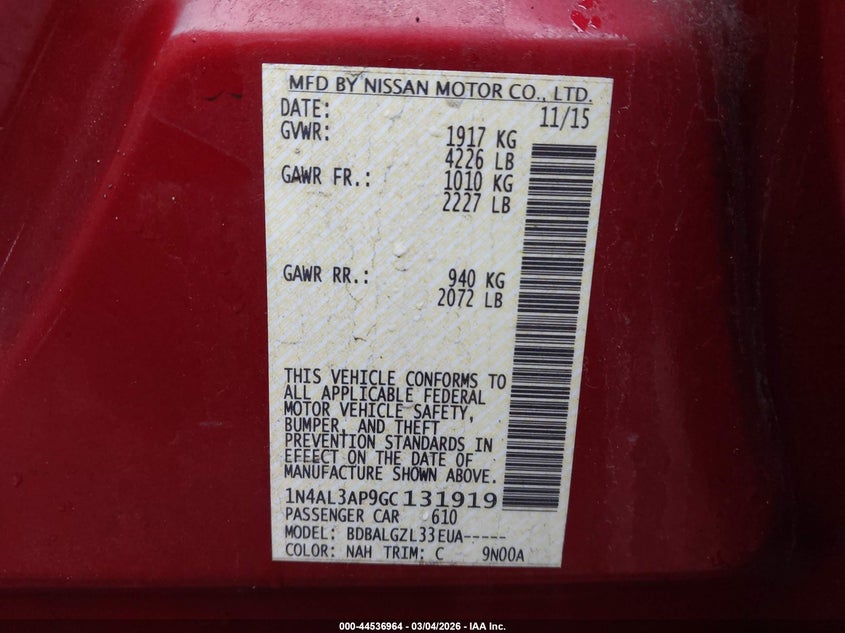 MFD BY NISSAN MOTOR CO., LTD.
DATE: 11/15
GVWR: 1917 KG
4226 LB
GAWR FR.: 1010 KG
2227 LB
GAWR RR.: 940 KG
2072 LB
THIS VEHICLE CONFORMS TO
ALL APPLICABLE FEDERAL
MOTOR VEHICLE SAFETY,
BUMPER, AND THEFT
PREVENTION STANDARDS IN
EFFECT ON THE DATE OF
MANUFACTURE SHOWN ABOVE.
1N4AL3AP9GC131919
PASSENGER CAR 610
MODEL: BDBALGZL33EUA-----
COLOR: NAH TRIM: C 9N00A
000-44536964 - 03/04/2026 - IAA Inc.